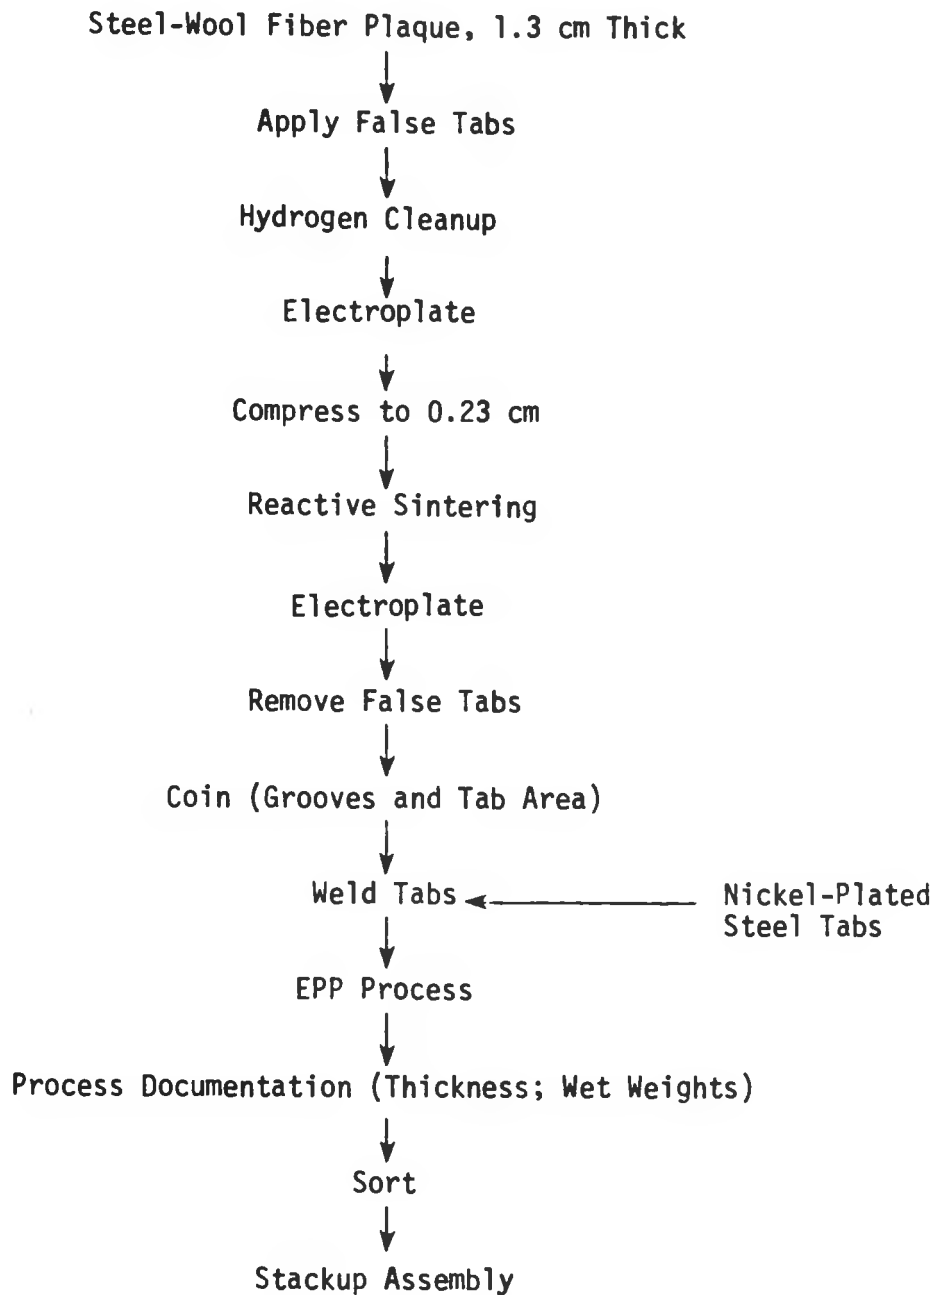 Steel-Wool Fiber Plaque, 1.3 cm Thick
Apply False Tabs
Hydrogen Cleanup
Electroplate
Compress to 0.23 cm
Reactive Sintering
Electroplate
Remove False Tabs
Coin (Grooves and Tab Area)
Weld Tabs
Nickel-Plated
Steel Tabs
EPP Process
Process Documentation (Thickness; Wet Weights)
Sort
Stackup Assembly